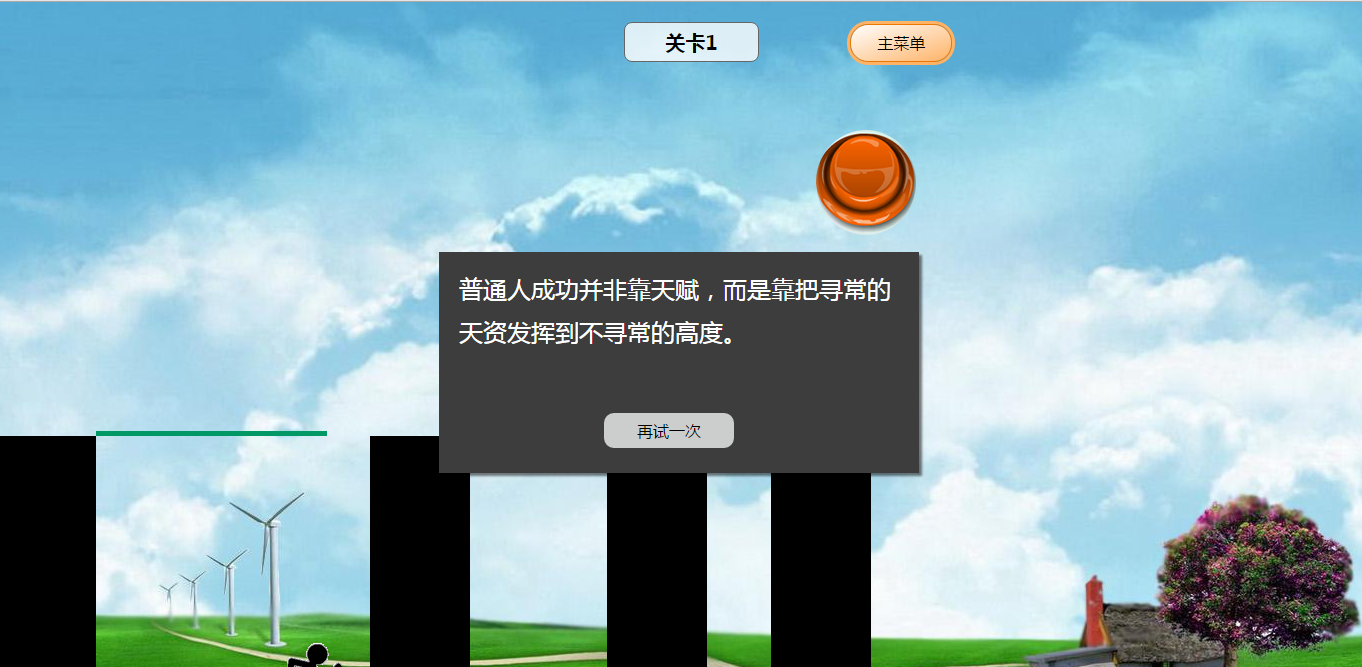 关卡1
主菜单
普通人成功并非靠天赋，而是靠把寻常的
天资发挥到不寻常的高度。
再试一次